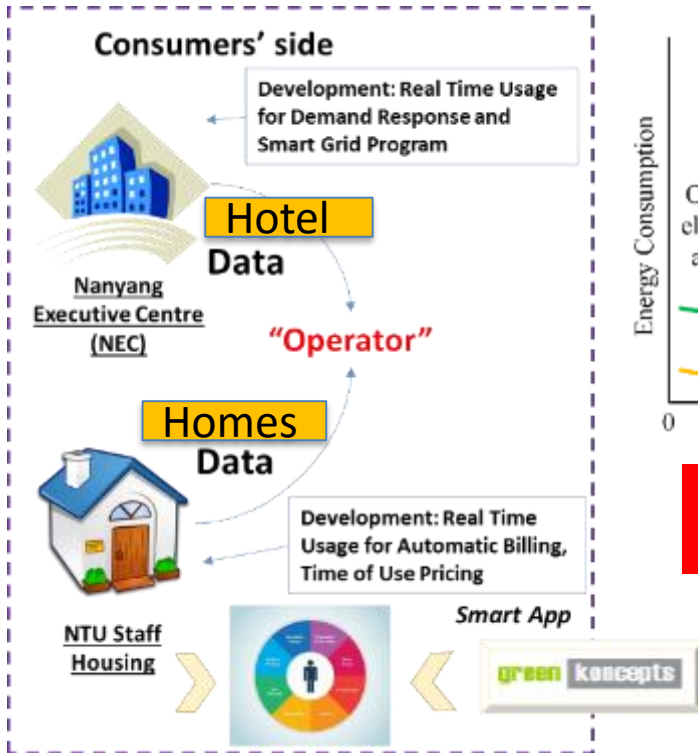 Consumers' side
Development: Real Time Usage
for Demand Response and
Smart Grid Program
Hotel
Data
Nanyang
Executive Centre
(NEC)
"Operator"
Homes
Data
Development: Real Time
Usage for Automatic Billing,
Time of Use Pricing
NTU Staff
Housing
Smart App
green koncepts
Energy Consumption
0